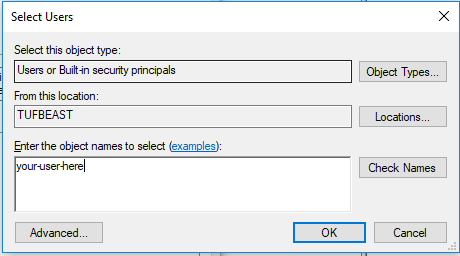 Select Users
Select this object type:
Users or Built-in security principals
Object Types...
From this location:
TUFBEAST
Locations...
Enter the object names to select (examples):
your-user-here
Check Names
Advanced...
OK
Cancel